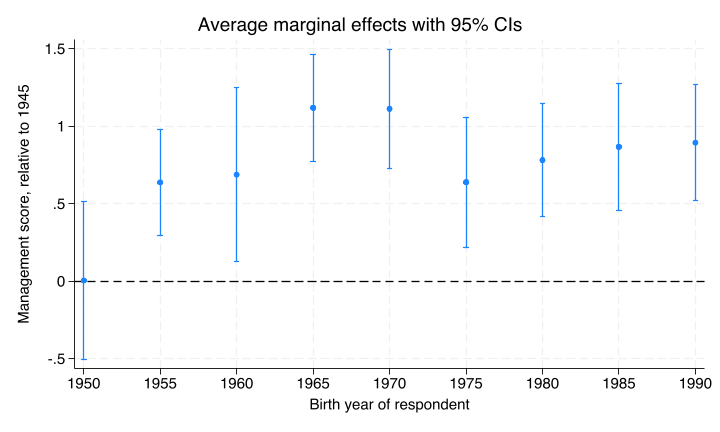 Average marginal effects with 95% CIs
Management score, relative to 1945
1.5
1
.5
0
-.5
1950 1955 1960 1965 1970 1975 1980 1985 1990
Birth year of respondent